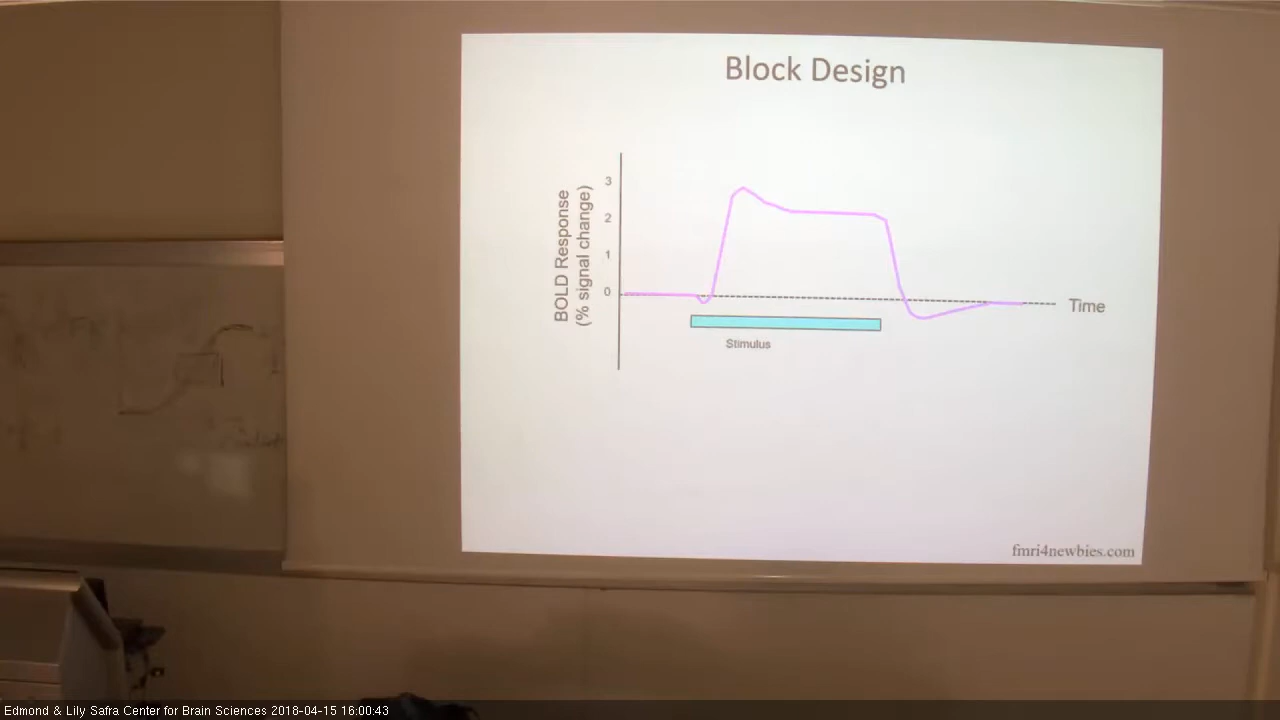 Block Design
BOLD Response
(% signal change)
3
2
1
0
Time
Stimulus
fmri4newbies.com
Edmond & Lily Safra Center for Brain Sciences 2018-04-15 16:00:43